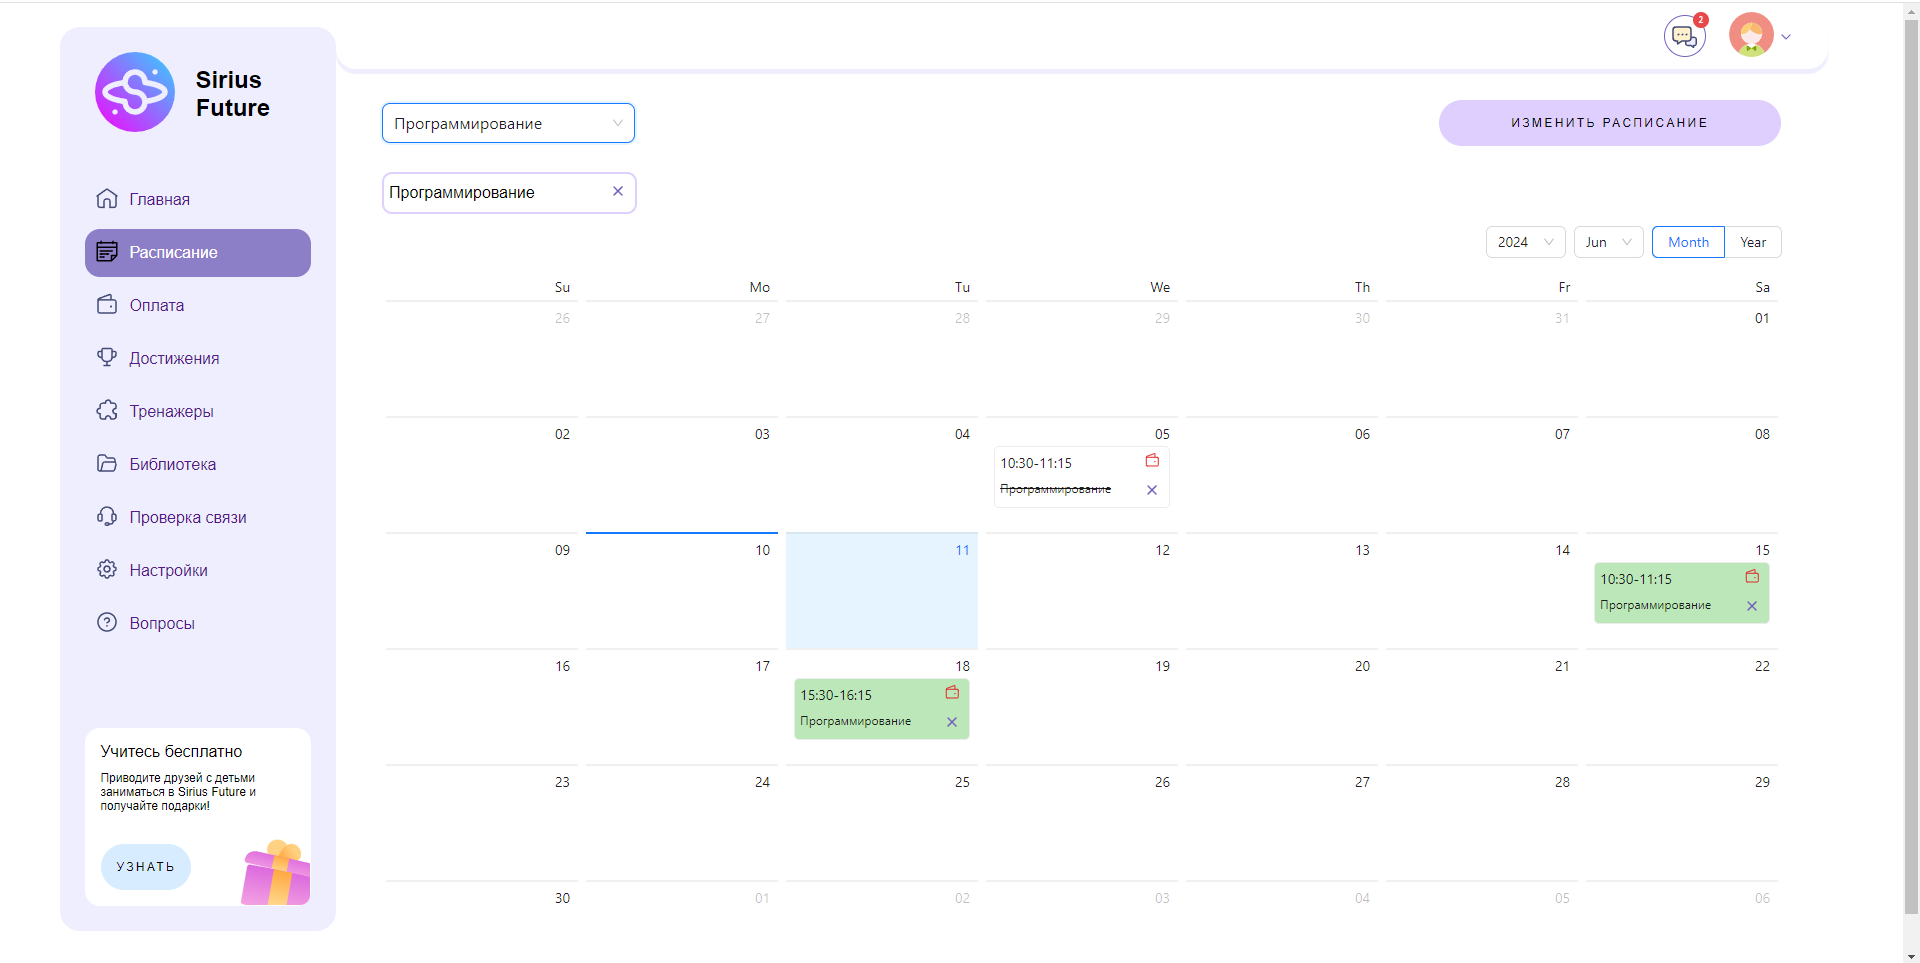 Sirius
Future
2
Программирование
ИЗМЕНИТЬ РАСПИСАНИЕ
Программирование
Главная
Расписание
Оплата
Достижения
Тренажеры
Библиотека
Проверка связи
Настройки
Вопросы
Учитесь бесплатно
Приводите друзей с детьми
заниматься в Sirius Future и
получайте подарки!
УЗНАТЬ
2024 Jun Month Year
Su Mo Tu We Th Fr Sa
26 27 28 29 30 31 01
02 03 04 05 06 07 08
10:30-11:15
Программирование
09 10 11 12 13 14 15
10:30-11:15
Программирование
16 17 18 19 20 21 22
15:30-16:15
Программирование
23 24 25 26 27 28 29
30 01 02 03 04 05 06